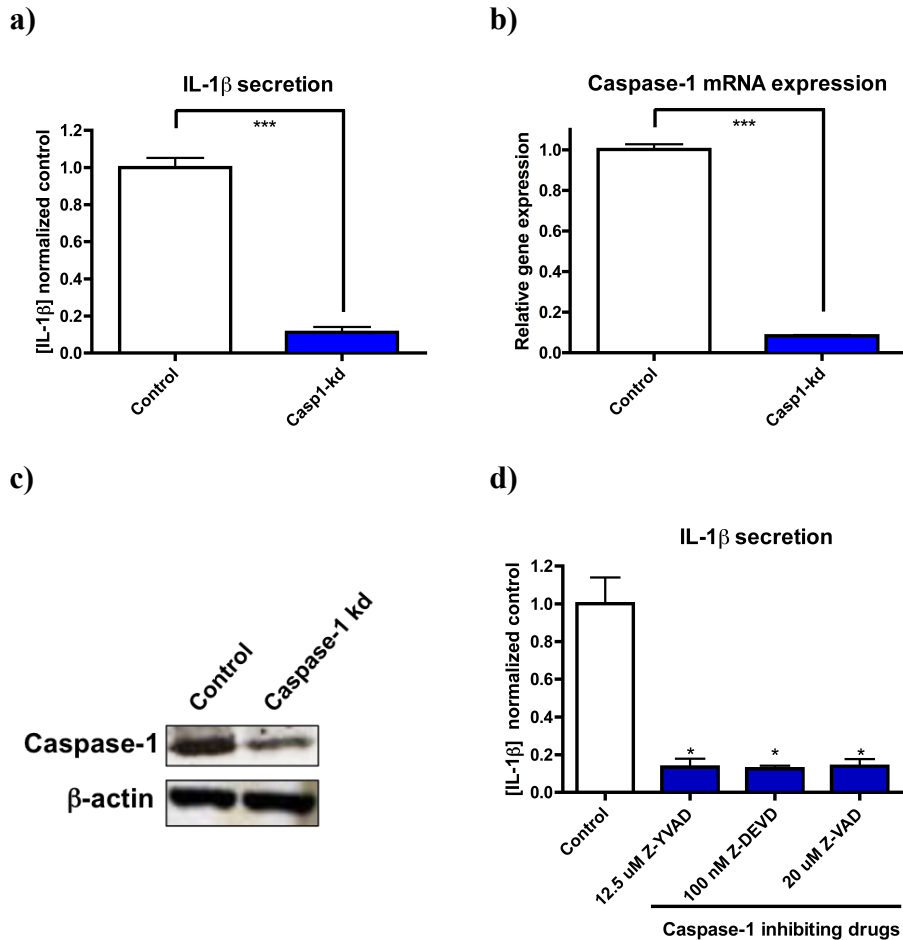 a)
IL-1β secretion
***
[IL-1β] normalized control
1.2
1.0
0.8
0.6
0.4
0.2
0.0
Control
Casp1-kd
b)
Caspase-1 mRNA expression
***
Relative gene expression
1.0
0.8
0.6
0.4
0.2
0.0
Control
Casp1-kd
c)
Control
Caspase-1 kd
Caspase-1
β-actin
d)
IL-1β secretion
[IL-1β] normalized control
1.2
1.0
0.8
0.6
0.4
0.2
0.0
* * *
Control
12.5 uM Z-YVAD
100 nM Z-DEVD
20 uM Z-VAD
Caspase-1 inhibiting drugs